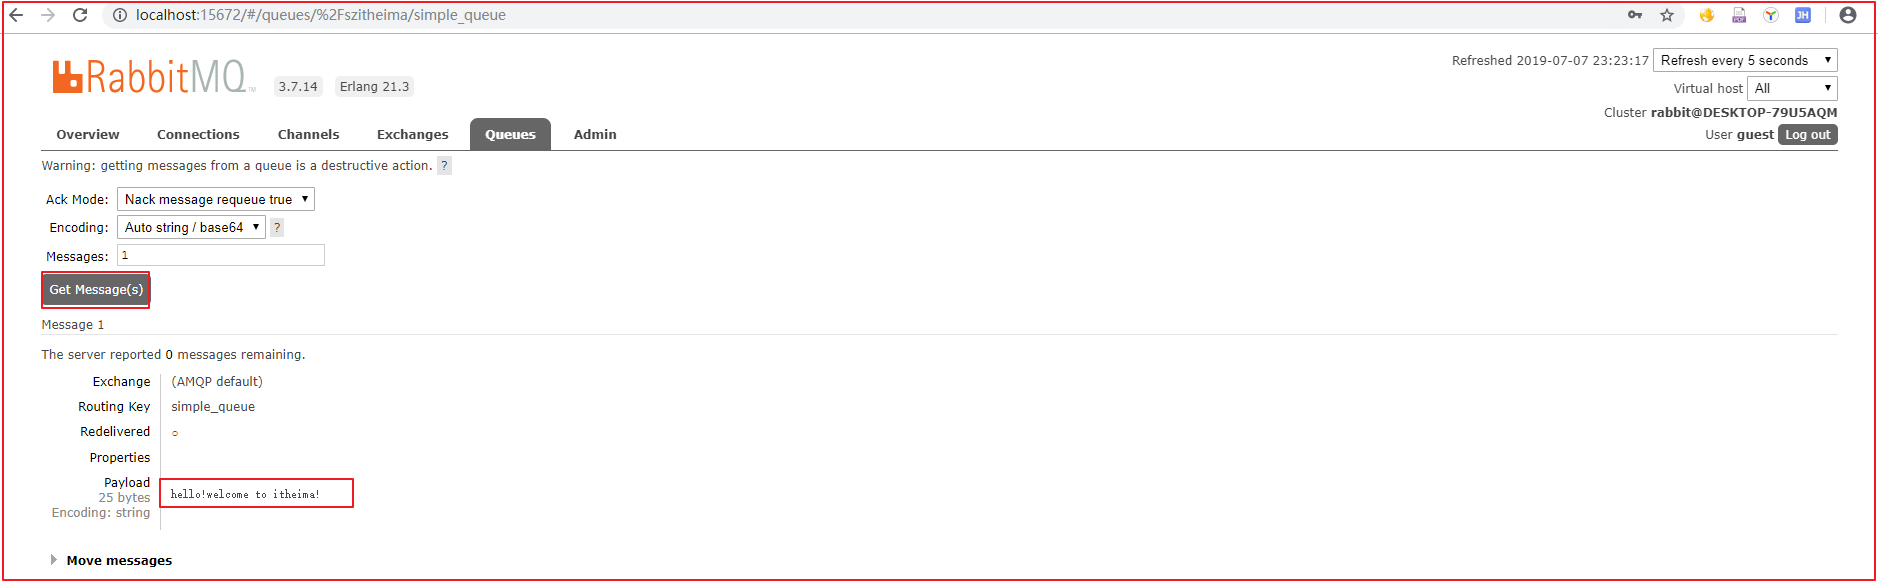 localhost:15672/#/queues/%2Fszitheima/simple_queue
PDF
JH
RabbitMQ TM 3.7.14 Erlang 21.3
Refreshed 2019-07-07 23:23:17 Refresh every 5 seconds
Virtual host All
Cluster rabbit@DESKTOP-79U5AQM
User guest Log out
Overview Connections Channels Exchanges Queues Admin
Warning: getting messages from a queue is a destructive action. ?
Ack Mode: Nack message requeue true
Encoding: Auto string / base64 ?
Messages: 1
Get Message(s)
Message 1
The server reported 0 messages remaining.
Exchange (AMQP default)
Routing Key simple_queue
Redelivered ○
Properties
Payload
25 bytes
Encoding: string
hello!welcome to itheima!
Move messages